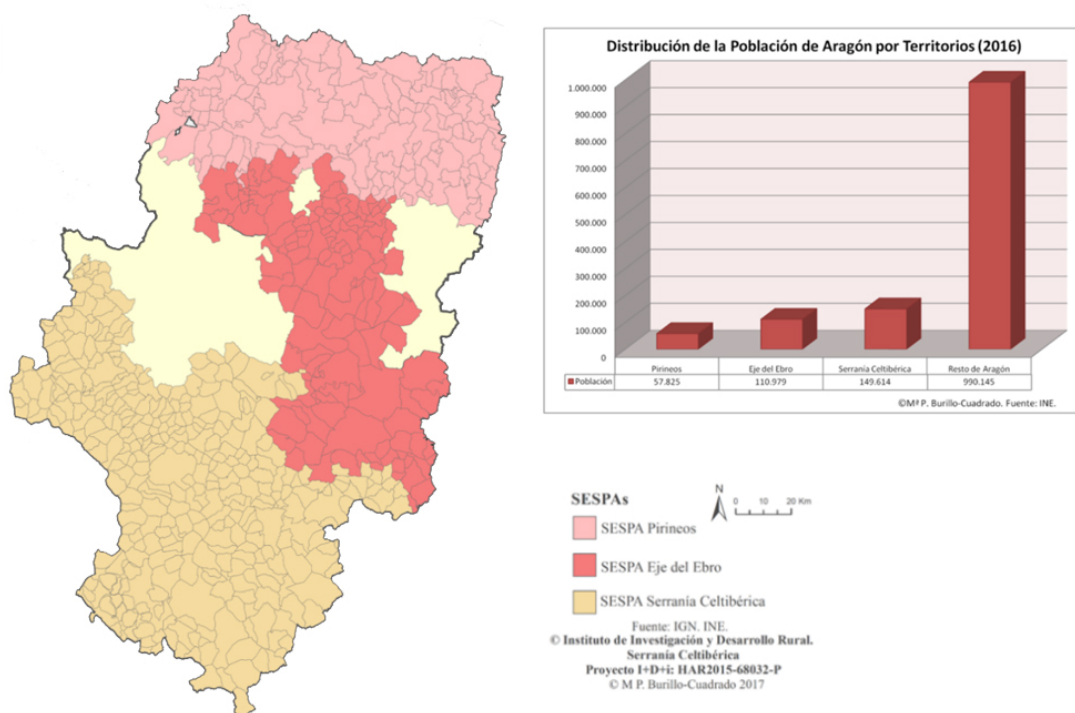 Distribución de la Población de Aragón por Territorios (2016)
1.000.000
900.000
800.000
700.000
600.000
500.000
400.000
300.000
200.000
100.000
0
Pirineos Eje del Ebro Serranía Celtibérica Resto de Aragón
Población 57.825 110.979 149.614 990.145
©Mª P. Burillo-Cuadrado. Fuente: INE.
SESPAs
N
0 10 20 Km
SESPA Pirineos
SESPA Eje del Ebro
SESPA Serranía Celtibérica
Fuente: IGN. INE.
© Instituto de Investigación y Desarrollo Rural.
Serranía Celtibérica
Proyecto I+D+i: HAR2015-68032-P
© M P. Burillo-Cuadrado 2017